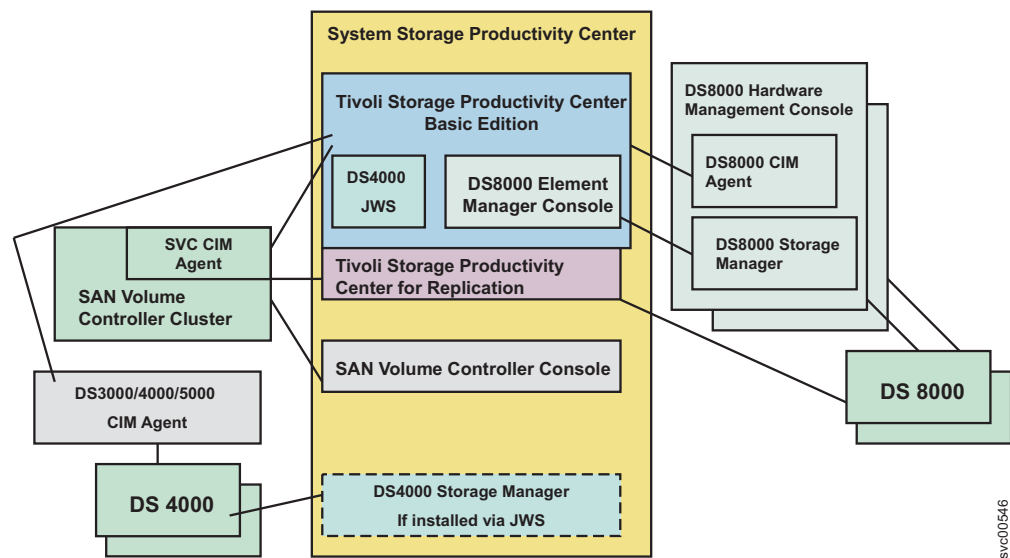 System Storage Productivity Center
Tivoli Storage Productivity Center
Basic Edition
DS4000
JWS
DS8000 Element
Manager Console
Tivoli Storage Productivity
Center for Replication
SAN Volume Controller Console
DS4000 Storage Manager
If installed via JWS
SVC CIM
Agent
SAN Volume
Controller Cluster
DS3000/4000/5000
CIM Agent
DS 4000
DS8000 Hardware
Management Console
DS8000 CIM
Agent
DS8000 Storage
Manager
DS 8000
svc00546